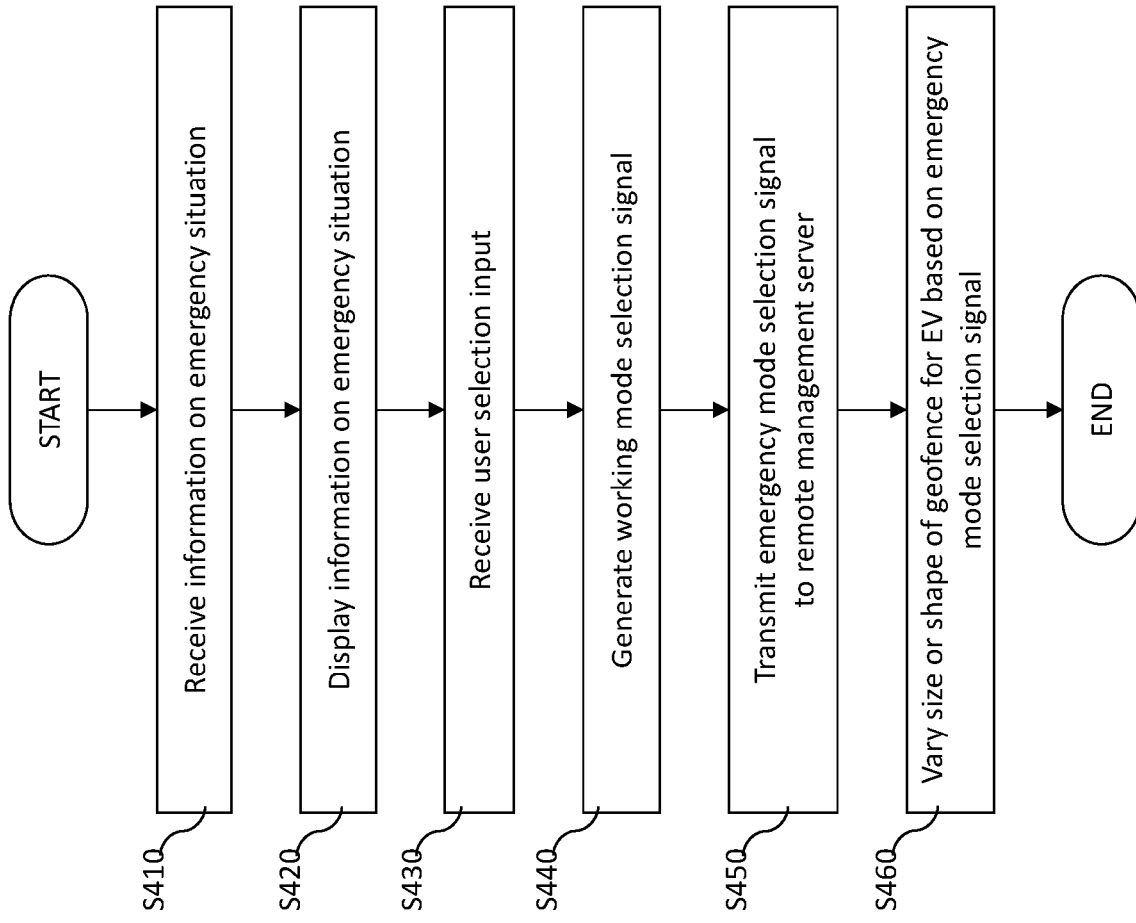 START
S410
Receive information on emergency situation
S420
Display information on emergency situation
S430
Receive user selection input
S440
Generate working mode selection signal
S450
Transmit emergency mode selection signal
to remote management server
S460
Vary size or shape of geofence for EV based on emergency
mode selection signal
END